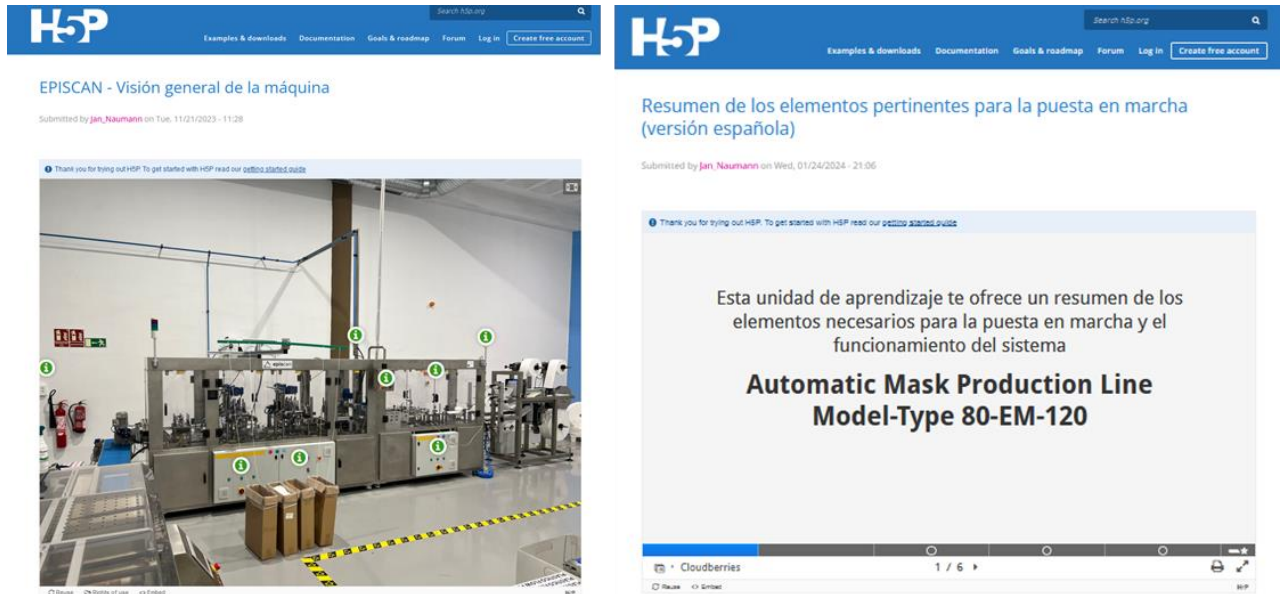 H5P
Search h5p.org
Examples & downloads Documentation Goals & roadmap Forum Log in Create free account
EPISCAN - Visión general de la máquina
Submitted by Jan_Naumann on Tue, 11/21/2023 - 11:28
Thank you for trying out H5P. To get started with H5P read our getting started guide
episcan
Reuse Rights of use <> Embed
H5P
H5P
Search h5p.org
Examples & downloads Documentation Goals & roadmap Forum Log in Create free account
Resumen de los elementos pertinentes para la puesta en marcha
(versión española)
Submitted by Jan_Naumann on Wed, 01/24/2024 - 21:06
Thank you for trying out H5P. To get started with H5P read our getting started guide
Esta unidad de aprendizaje te ofrece un resumen de los
elementos necesarios para la puesta en marcha y el
funcionamiento del sistema
Automatic Mask Production Line
Model-Type 80-EM-120
Cloudberries 1 / 6
Reuse <> Embed
H5P